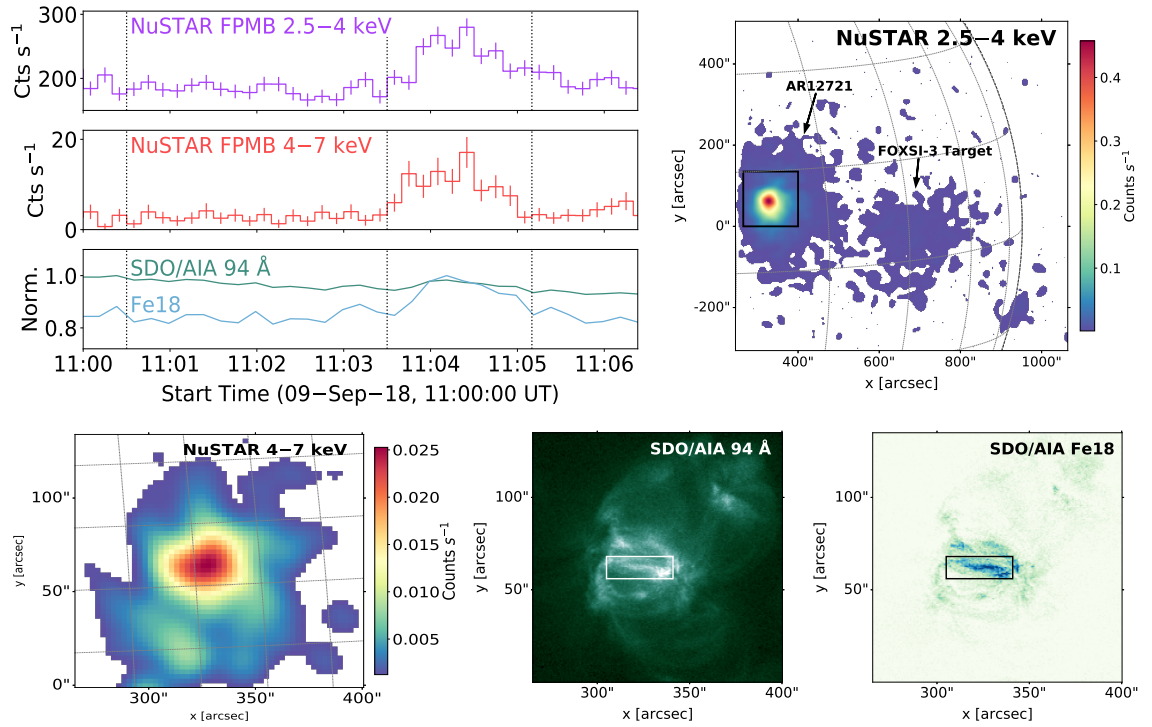 NuSTAR FPMB 2.5−4 keV
Cts s⁻¹
300
200
NuSTAR FPMB 4−7 keV
Cts s⁻¹
20
0
SDO/AIA 94 Å
Fe18
Norm.
1.0
0.8
11:00 11:01 11:02 11:03 11:04 11:05 11:06
Start Time (09−Sep−18, 11:00:00 UT)
NuSTAR 2.5−4 keV
AR12721
FOXSI-3 Target
y [arcsec]
400"
200"
0"
-200"
400" 600" 800" 1000"
x [arcsec]
0.4
0.3
0.2
0.1
Counts s⁻¹
NuSTAR 4−7 keV
y [arcsec]
100"
50"
0"
300" 350" 400"
x [arcsec]
0.025
0.020
0.015
0.010
0.005
Counts s⁻¹
SDO/AIA 94 Å
y [arcsec]
100"
50"
300" 350" 400"
x [arcsec]
SDO/AIA Fe18
y [arcsec]
100"
50"
300" 350" 400"
x [arcsec]